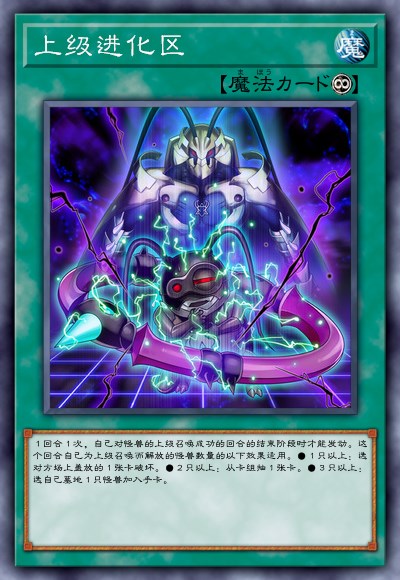 上级进化区
魔
【魔法カード】
まほう
1回合1次，自己对怪兽的上级召唤成功的回合的结束阶段时才能发动。这
个回合自己为上级召唤而解放的怪兽数量的以下效果适用。●1只以上：选
对方场上盖放的1张卡破坏。●2只以上：从卡组抽1张卡。●3只以上：
选自己墓地1只怪兽加入手卡。